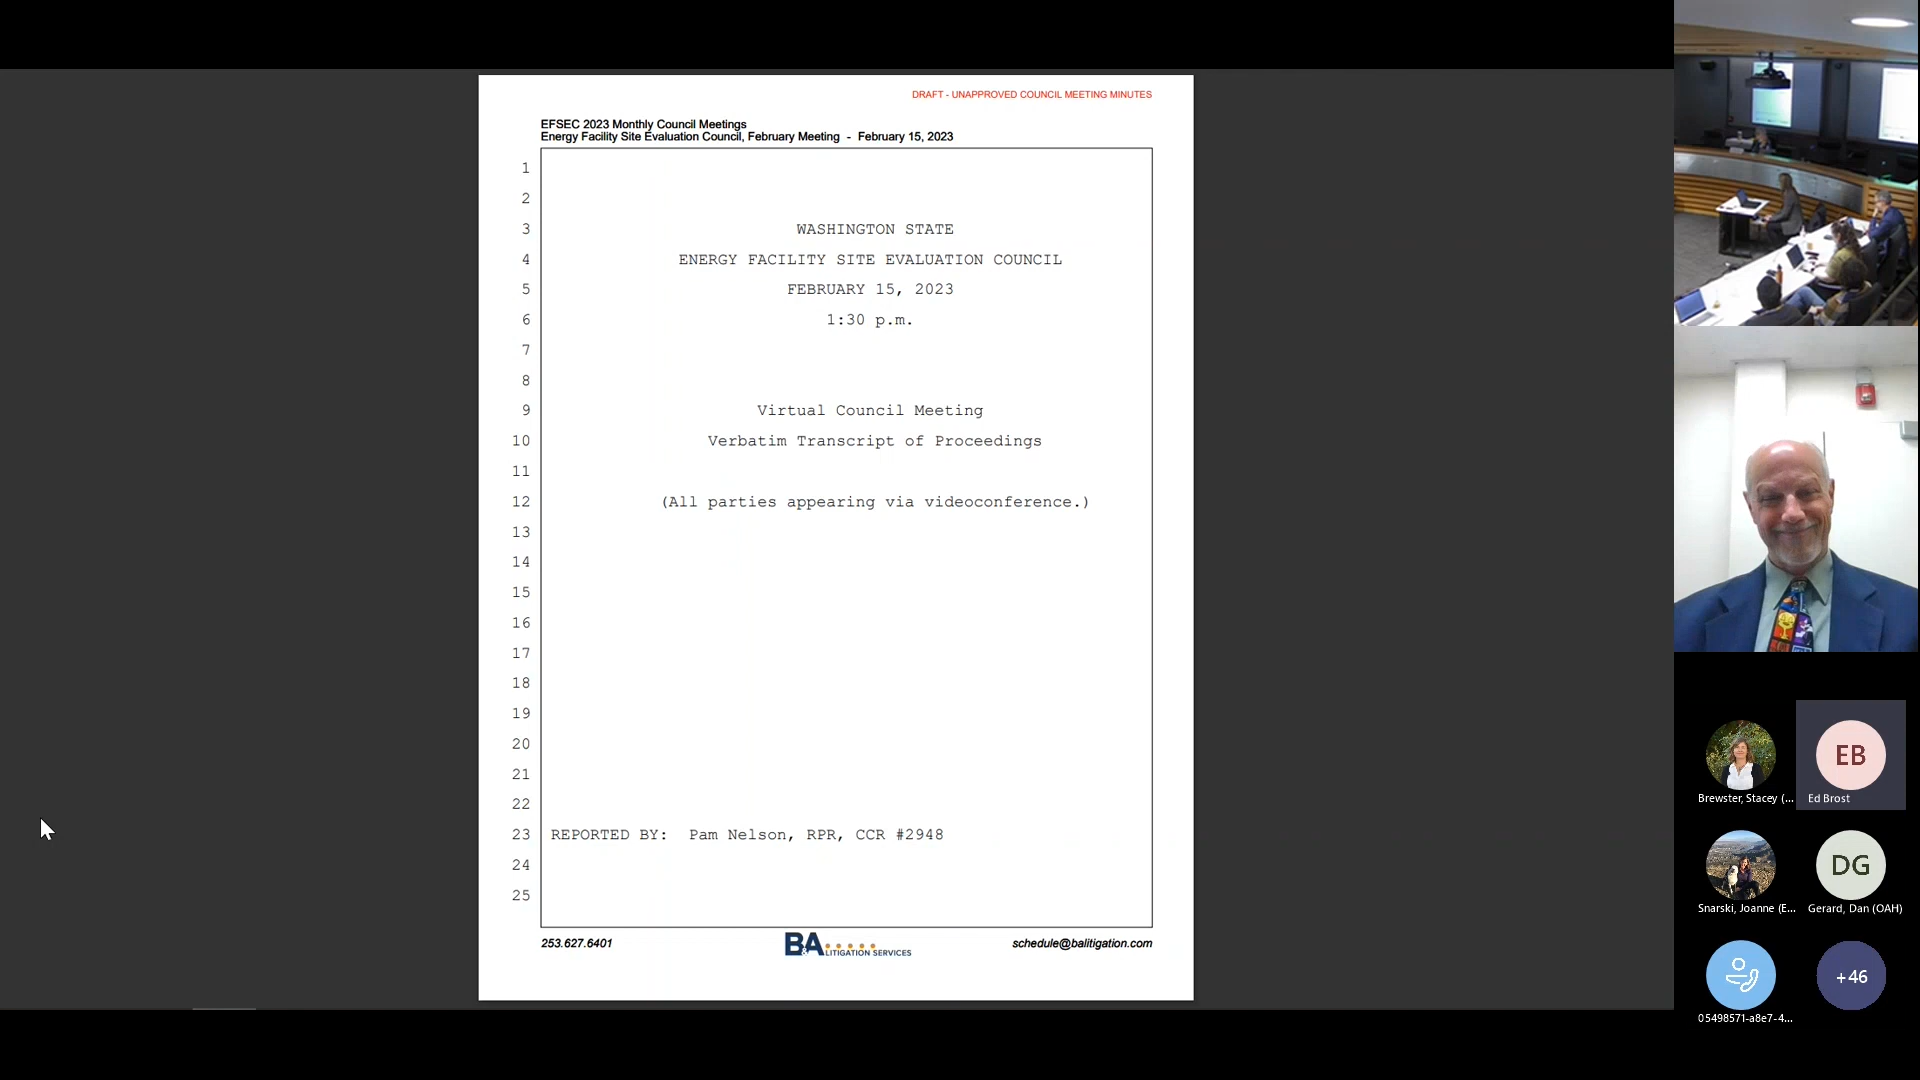 DRAFT - UNAPPROVED COUNCIL MEETING MINUTES
EFSEC 2023 Monthly Council Meetings
Energy Facility Site Evaluation Council, February Meeting - February 15, 2023
1
2
3 WASHINGTON STATE
4 ENERGY FACILITY SITE EVALUATION COUNCIL
5 FEBRUARY 15, 2023
6 1:30 p.m.
7
8
9 Virtual Council Meeting
10 Verbatim Transcript of Proceedings
11
12 (All parties appearing via videoconference.)
13
14
15
16
17
18
19
20
21
22
23 REPORTED BY: Pam Nelson, RPR, CCR #2948
24
25
253.627.6401
B&A LITIGATION SERVICES
schedule@balitigation.com
Brewster, Stacey (...
EB
Ed Brost
Snarski, Joanne (E...
DG
Gerard, Dan (OAH)
05498571-a8e7-4...
+46